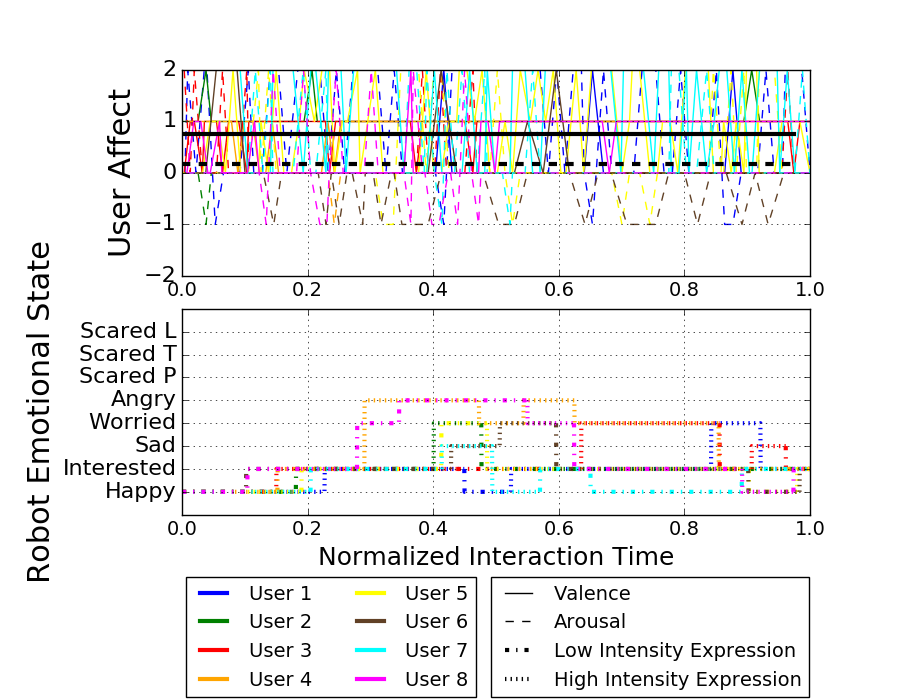 User Affect
2
1
0
−1
−2
0.0 0.2 0.4 0.6 0.8 1.0
Robot Emotional State
Scared L
Scared T
Scared P
Angry
Worried
Sad
Interested
Happy
0.0 0.2 0.4 0.6 0.8 1.0
Normalized Interaction Time
User 1 User 5 Valence
User 2 User 6 Arousal
User 3 User 7 Low Intensity Expression
User 4 User 8 High Intensity Expression